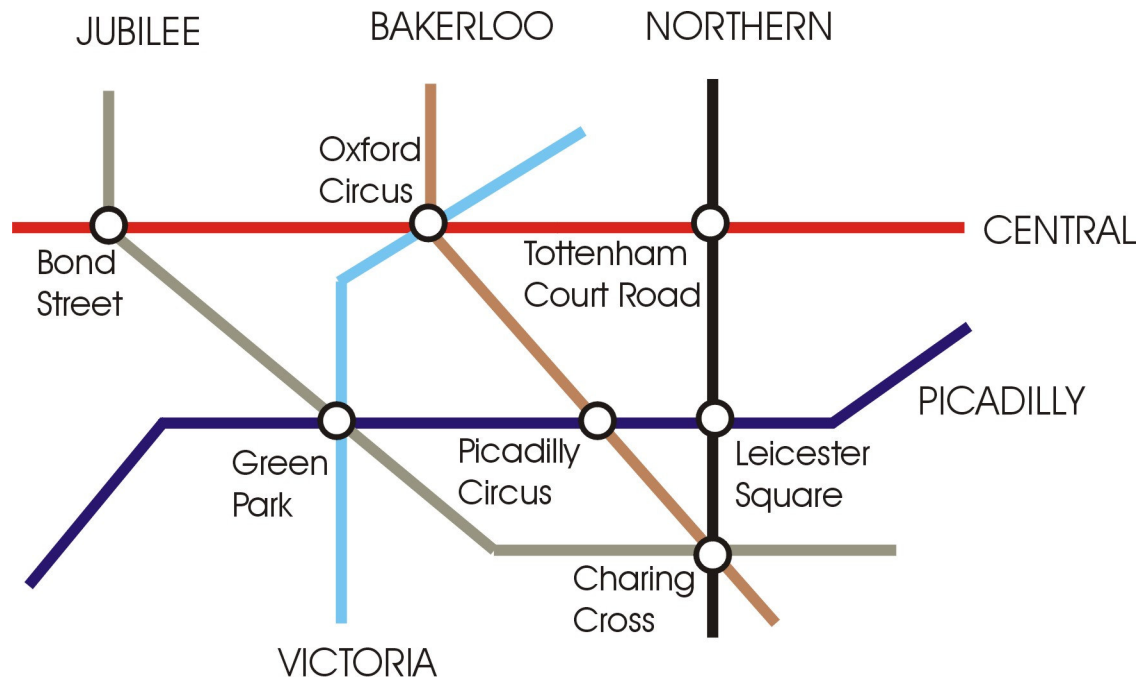 JUBILEE
BAKERLOO
NORTHERN
Oxford
Circus
CENTRAL
Bond
Street
Tottenham
Court Road
PICADILLY
Green
Park
Picadilly
Circus
Leicester
Square
Charing
Cross
VICTORIA